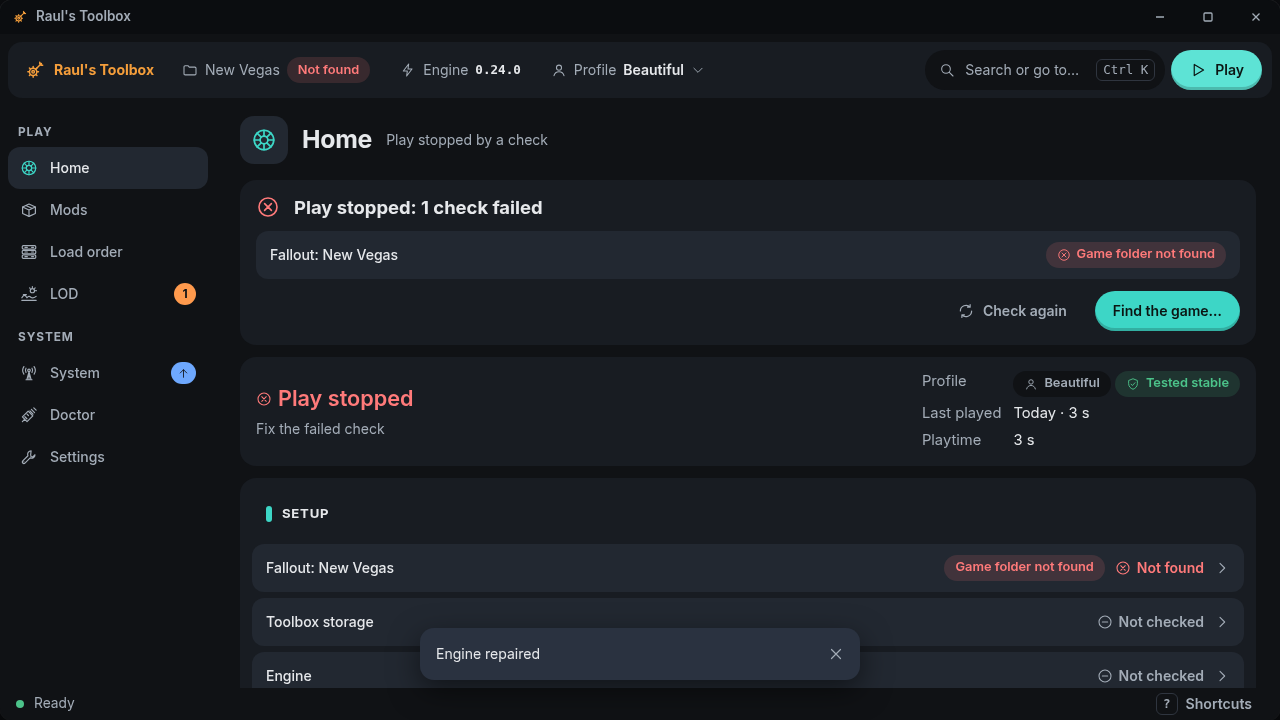 Raul's Toolbox
Raul's Toolbox New Vegas Not found Engine 0.24.0 Profile Beautiful Search or go to... Ctrl K Play
PLAY
Home
Mods
Load order
LOD 1
SYSTEM
System
Doctor
Settings
Home Play stopped by a check
Play stopped: 1 check failed
Fallout: New Vegas Game folder not found
Check again Find the game...
Play stopped
Fix the failed check
Profile Beautiful Tested stable
Last played Today · 3 s
Playtime 3 s
SETUP
Fallout: New Vegas Game folder not found Not found
Toolbox storage Not checked
Engine Not checked
Engine repaired
Ready ? Shortcuts